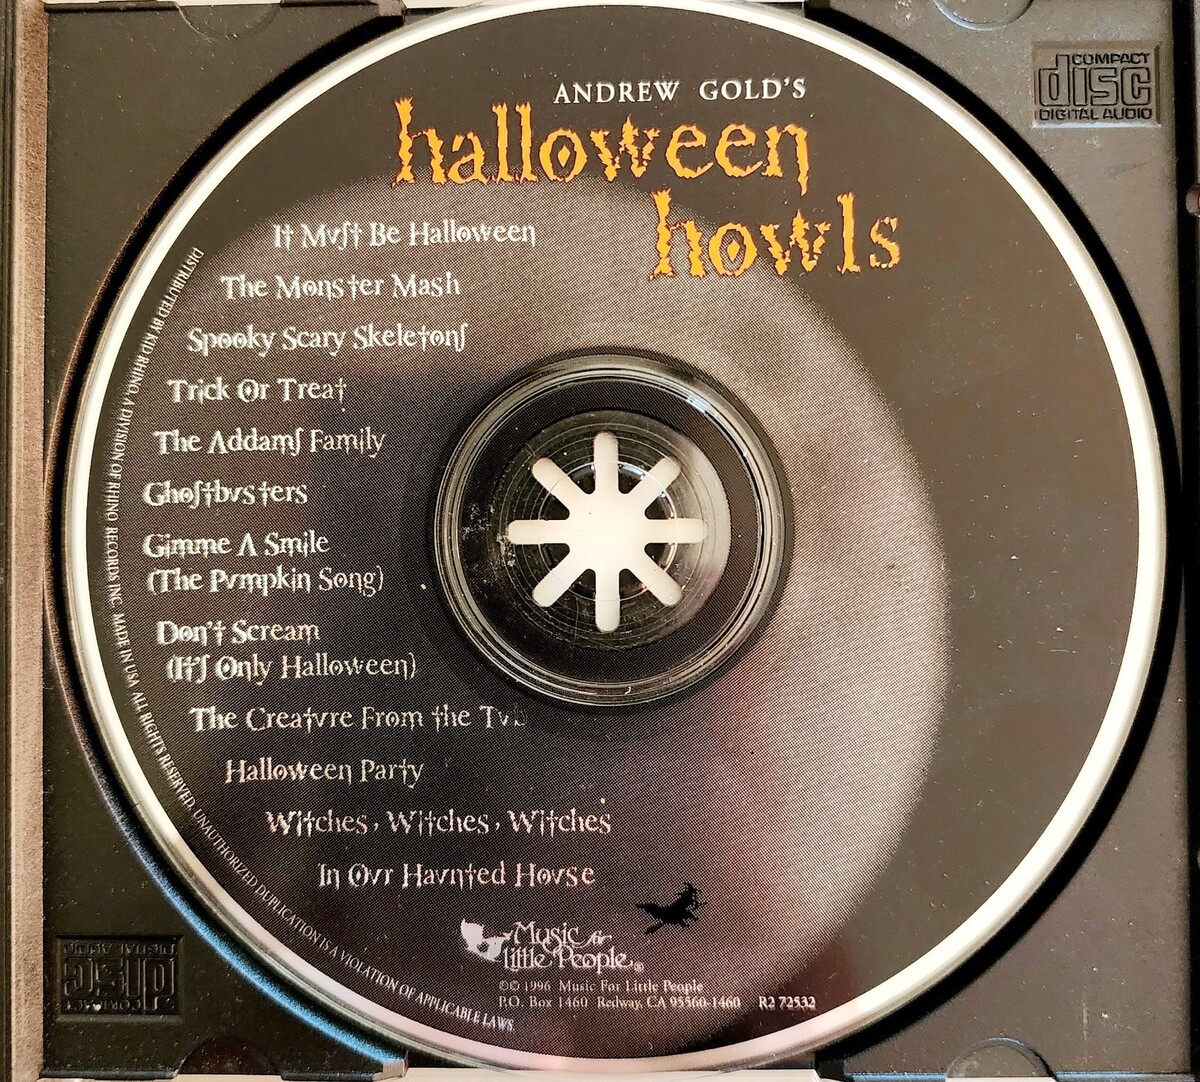 ANDREW GOLD'S
halloween
howls
COMPACT
disc
DIGITAL AUDIO
It Must Be Halloween
The Monster Mash
Spooky Scary Skeletons
Trick Or Treat
The Addams Family
Ghostbusters
Gimme A Smile
(The Pumpkin Song)
Don't Scream
(It's Only Halloween)
The Creature From the Tub
Halloween Party
Witches, Witches, Witches
In Our Haunted House
Music for
Little People®
℗© 1996 Music For Little People
P.O. Box 1460 Redway, CA 95560-1460 R2 72532
DISTRIBUTED BY KID RHINO, A DIVISION OF RHINO RECORDS INC. MADE IN USA ALL RIGHTS RESERVED. UNAUTHORIZED DUPLICATION IS A VIOLATION OF APPLICABLE LAWS.
COMPACT
disc
DIGITAL AUDIO